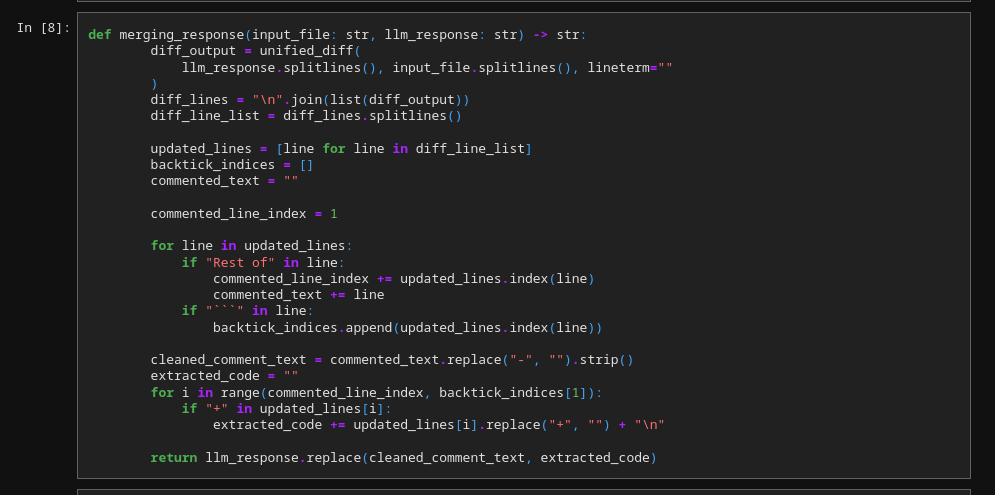 In [8]:
def merging_response(input_file: str, llm_response: str) -> str:
        diff_output = unified_diff(
            llm_response.splitlines(), input_file.splitlines(), lineterm=""
        )
        diff_lines = "\n".join(list(diff_output))
        diff_line_list = diff_lines.splitlines()

        updated_lines = [line for line in diff_line_list]
        backtick_indices = []
        commented_text = ""

        commented_line_index = 1

        for line in updated_lines:
            if "Rest of" in line:
                commented_line_index += updated_lines.index(line)
                commented_text += line
            if "```" in line:
                backtick_indices.append(updated_lines.index(line))

        cleaned_comment_text = commented_text.replace("-", "").strip()
        extracted_code = ""
        for i in range(commented_line_index, backtick_indices[1]):
            if "+" in updated_lines[i]:
                extracted_code += updated_lines[i].replace("+", "") + "\n"

        return llm_response.replace(cleaned_comment_text, extracted_code)